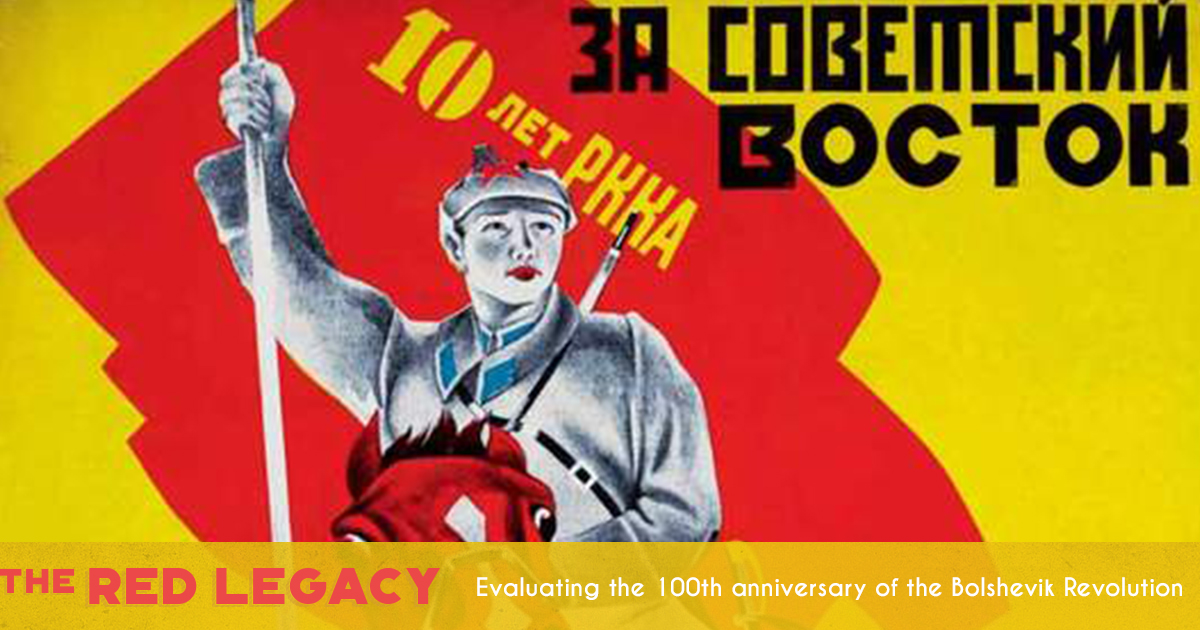 10 ЛЕТ РККА
ЗА СОВЕТСКИЙ
ВОСТОК
THE RED LEGACY
Evaluating the 100th anniversary of the Bolshevik Revolution